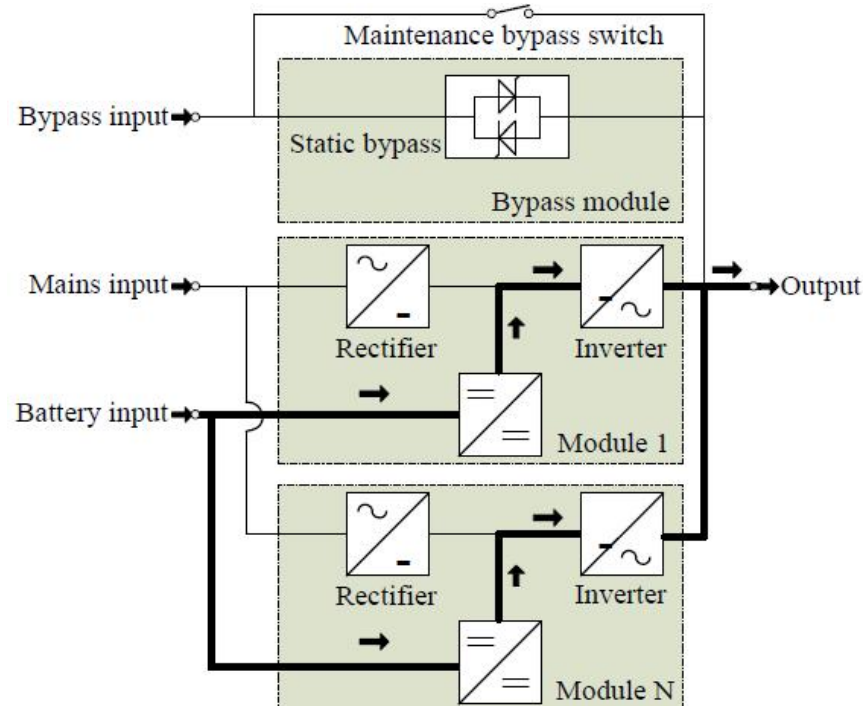 Maintenance bypass switch
Bypass input
Static bypass
Bypass module
Mains input
Output
Rectifier
Inverter
Battery input
Module 1
Rectifier
Inverter
Module N